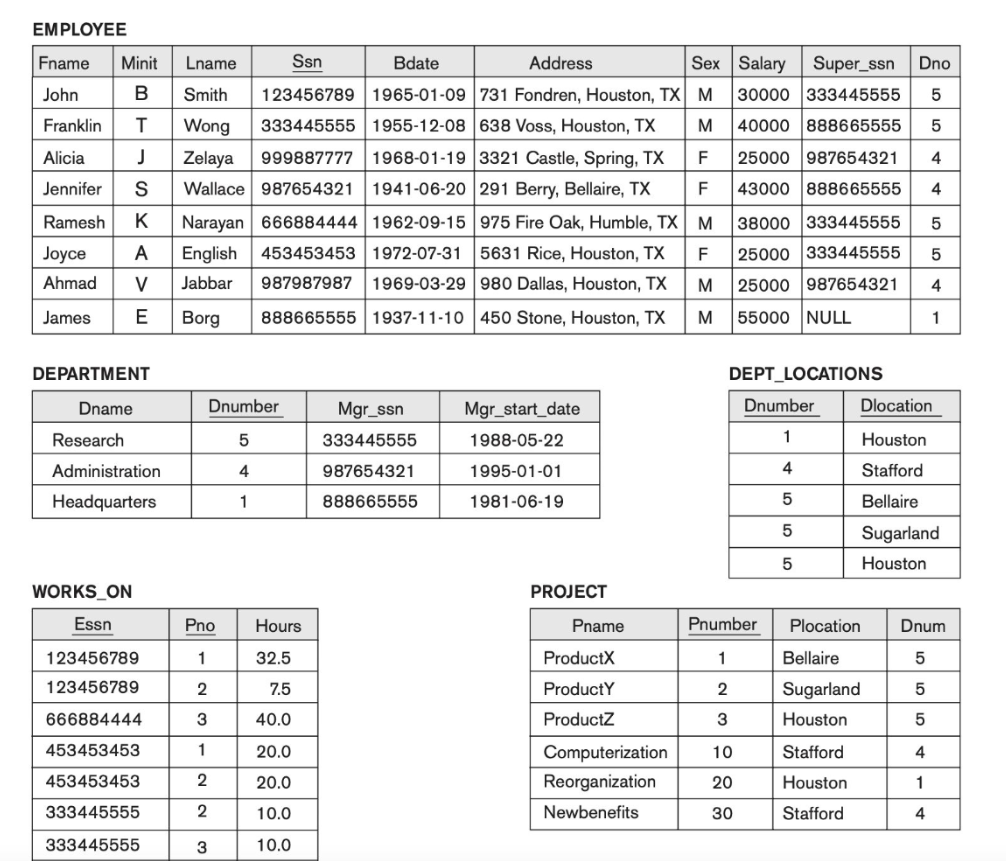 EMPLOYEE
Fname Minit Lname Ssn Bdate Address Sex Salary Super_ssn Dno
John B Smith 123456789 1965-01-09 731 Fondren, Houston, TX M 30000 333445555 5
Franklin T Wong 333445555 1955-12-08 638 Voss, Houston, TX M 40000 888665555 5
Alicia J Zelaya 999887777 1968-01-19 3321 Castle, Spring, TX F 25000 987654321 4
Jennifer S Wallace 987654321 1941-06-20 291 Berry, Bellaire, TX F 43000 888665555 4
Ramesh K Narayan 666884444 1962-09-15 975 Fire Oak, Humble, TX M 38000 333445555 5
Joyce A English 453453453 1972-07-31 5631 Rice, Houston, TX F 25000 333445555 5
Ahmad V Jabbar 987987987 1969-03-29 980 Dallas, Houston, TX M 25000 987654321 4
James E Borg 888665555 1937-11-10 450 Stone, Houston, TX M 55000 NULL 1
DEPARTMENT
Dname Dnumber Mgr_ssn Mgr_start_date
Research 5 333445555 1988-05-22
Administration 4 987654321 1995-01-01
Headquarters 1 888665555 1981-06-19
DEPT_LOCATIONS
Dnumber Dlocation
1 Houston
4 Stafford
5 Bellaire
5 Sugarland
5 Houston
WORKS_ON
Essn Pno Hours
123456789 1 32.5
123456789 2 7.5
666884444 3 40.0
453453453 1 20.0
453453453 2 20.0
333445555 2 10.0
333445555 3 10.0
PROJECT
Pname Pnumber Plocation Dnum
ProductX 1 Bellaire 5
ProductY 2 Sugarland 5
ProductZ 3 Houston 5
Computerization 10 Stafford 4
Reorganization 20 Houston 1
Newbenefits 30 Stafford 4